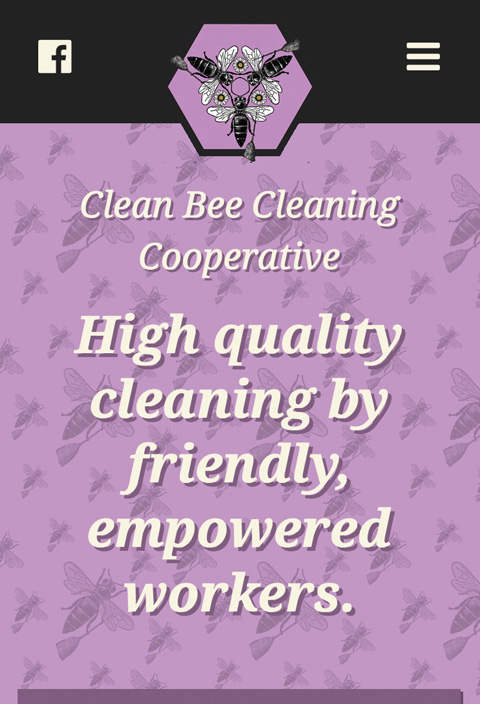 Clean Bee Cleaning
Cooperative
High quality
cleaning by
friendly,
empowered
workers.